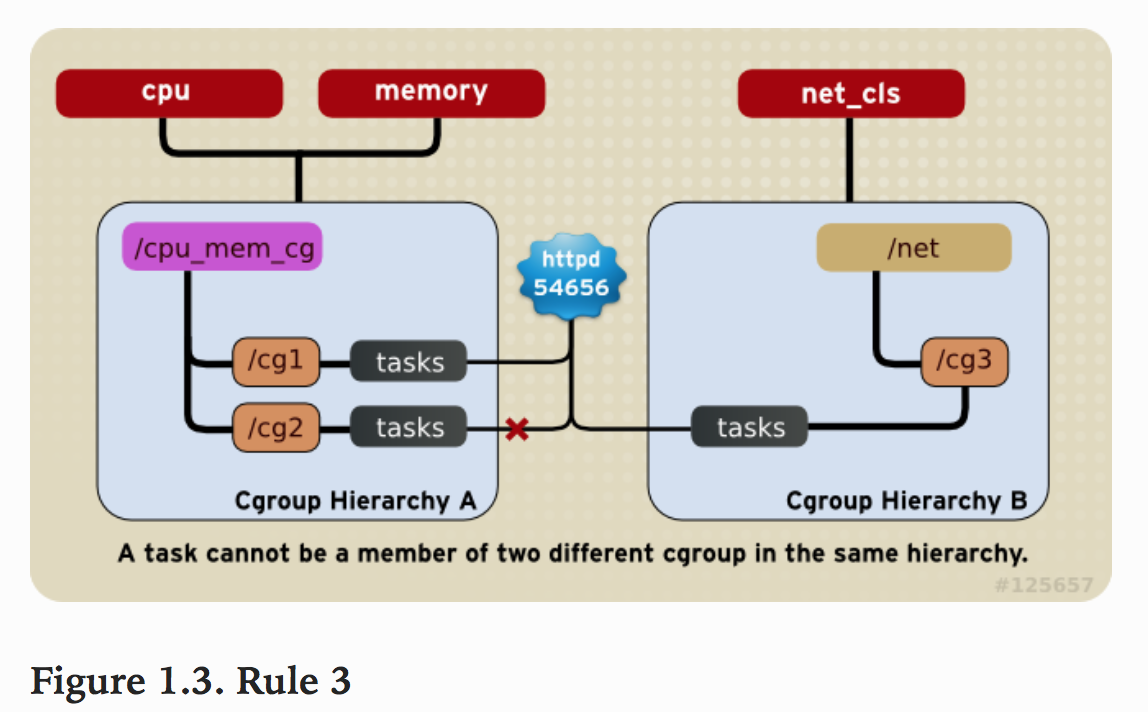 cpu
memory
net_cls
/cpu_mem_cg
httpd
54656
/net
/cg1
tasks
/cg3
/cg2
tasks
tasks
Cgroup Hierarchy A
Cgroup Hierarchy B
A task cannot be a member of two different cgroup in the same hierarchy.
#125657
Figure 1.3. Rule 3